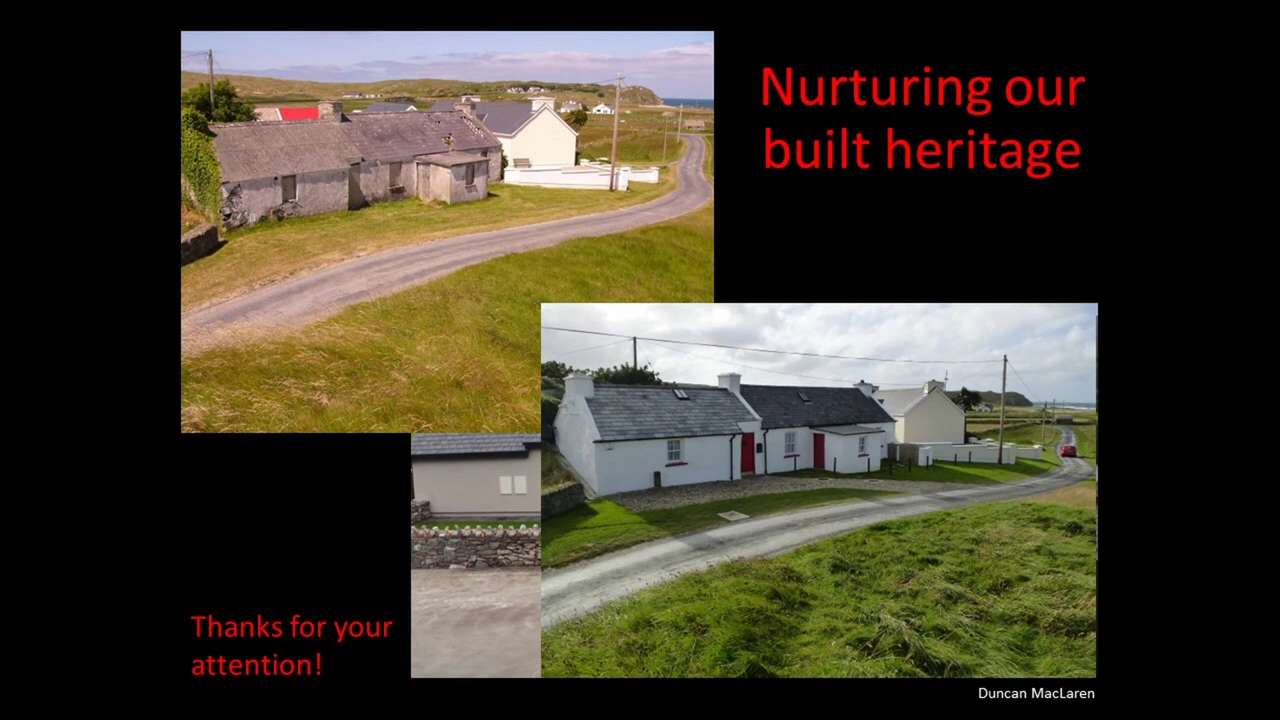 Nurturing our
built heritage
Thanks for your
attention!
Duncan MacLaren